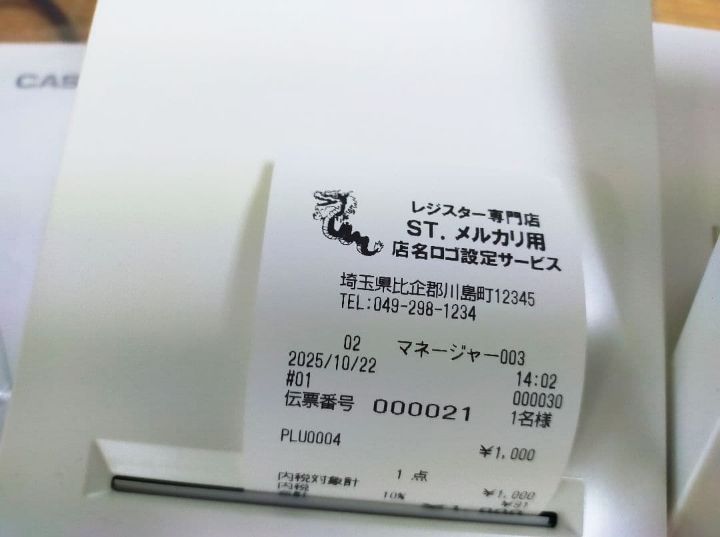 CAS
レジスター専門店
ST. メルカリ用
店名ロゴ設定サービス
埼玉県比企郡川島町12345
TEL:049-298-1234
02 マネージャー003
2025/10/22 14:02
#01 000030
伝票番号 000021 1名様
PLU0004
¥1,000
1 点
内税対象計 ¥1,000
内税 10% ¥91